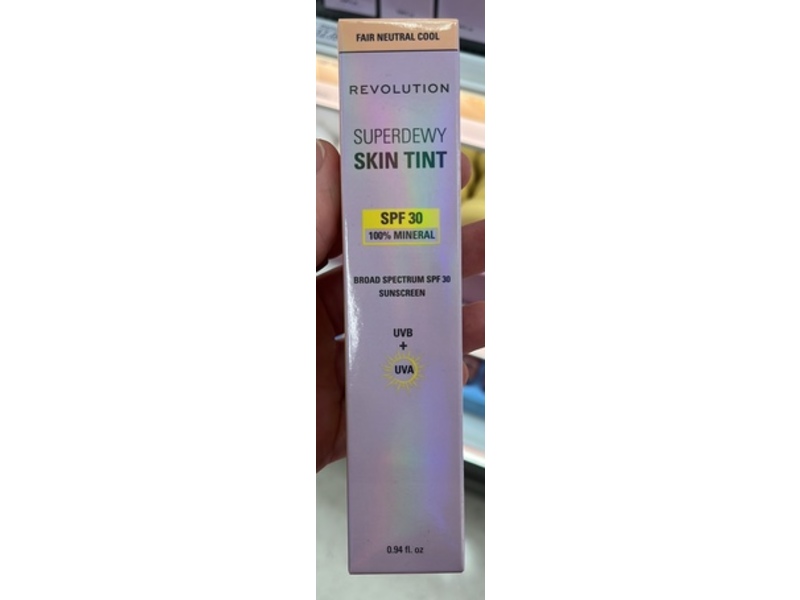 FAIR NEUTRAL COOL
REVOLUTION
SUPERDEWY
SKIN TINT
SPF 30
100% MINERAL
BROAD SPECTRUM SPF 30
SUNSCREEN
UVB
+
UVA
0.94 fl. oz